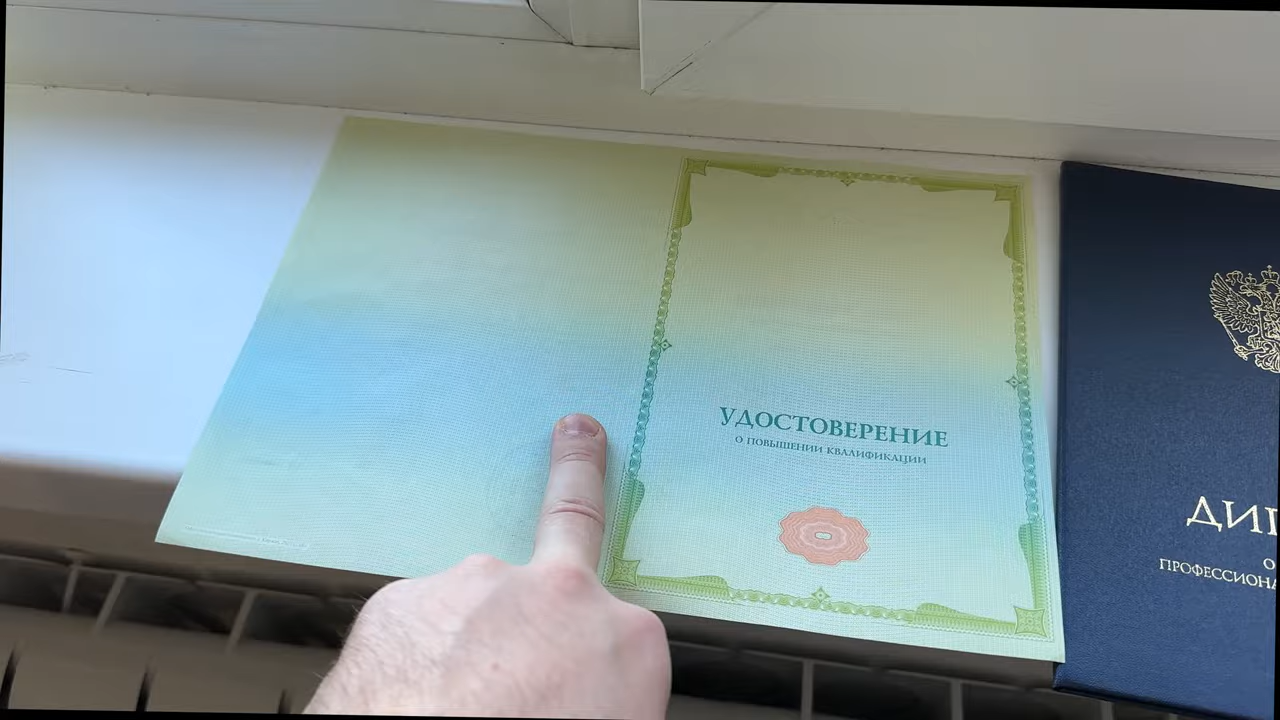 УДОСТОВЕРЕНИЕ
О ПОВЫШЕНИИ КВАЛИФИКАЦИИ
ДИП
О
ПРОФЕССИОНА